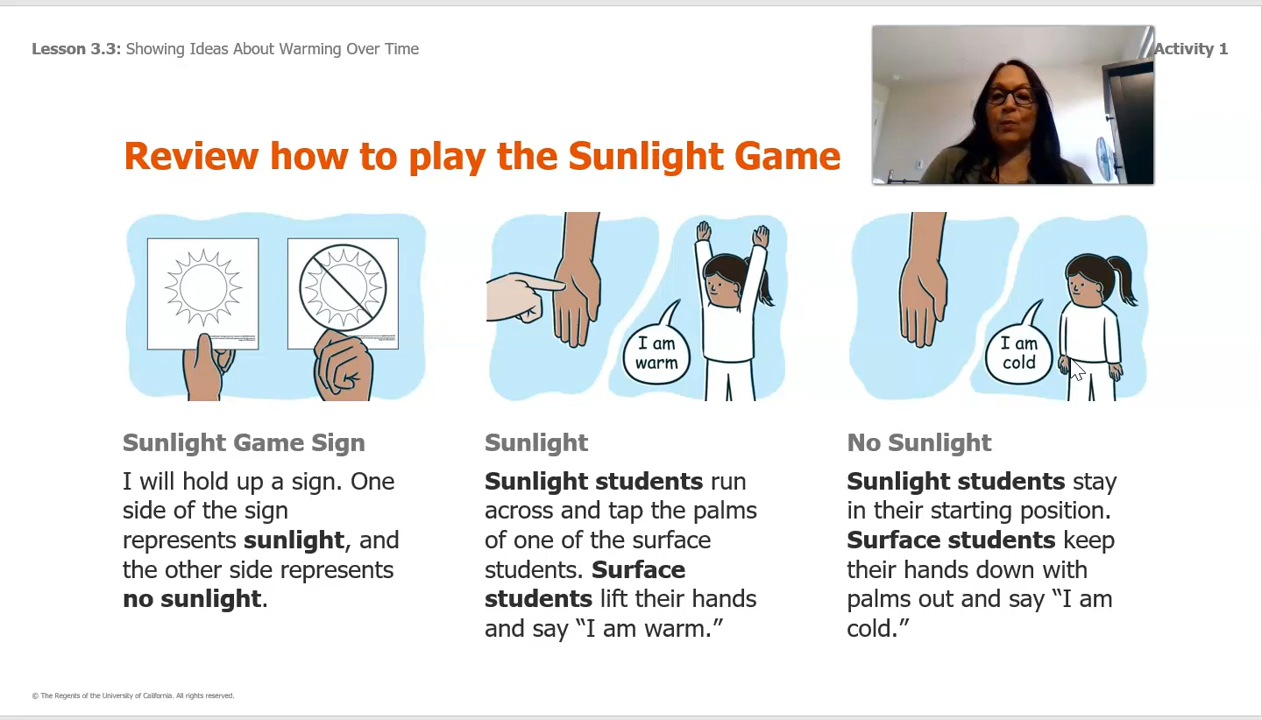 Lesson 3.3: Showing Ideas About Warming Over Time
Activity 1
Review how to play the Sunlight Game
I am
warm
I am
cold
Sunlight Game Sign
I will hold up a sign. One
side of the sign
represents sunlight, and
the other side represents
no sunlight.
Sunlight
Sunlight students run
across and tap the palms
of one of the surface
students. Surface
students lift their hands
and say “I am warm.”
No Sunlight
Sunlight students stay
in their starting position.
Surface students keep
their hands down with
palms out and say “I am
cold.”
© The Regents of the University of California. All rights reserved.